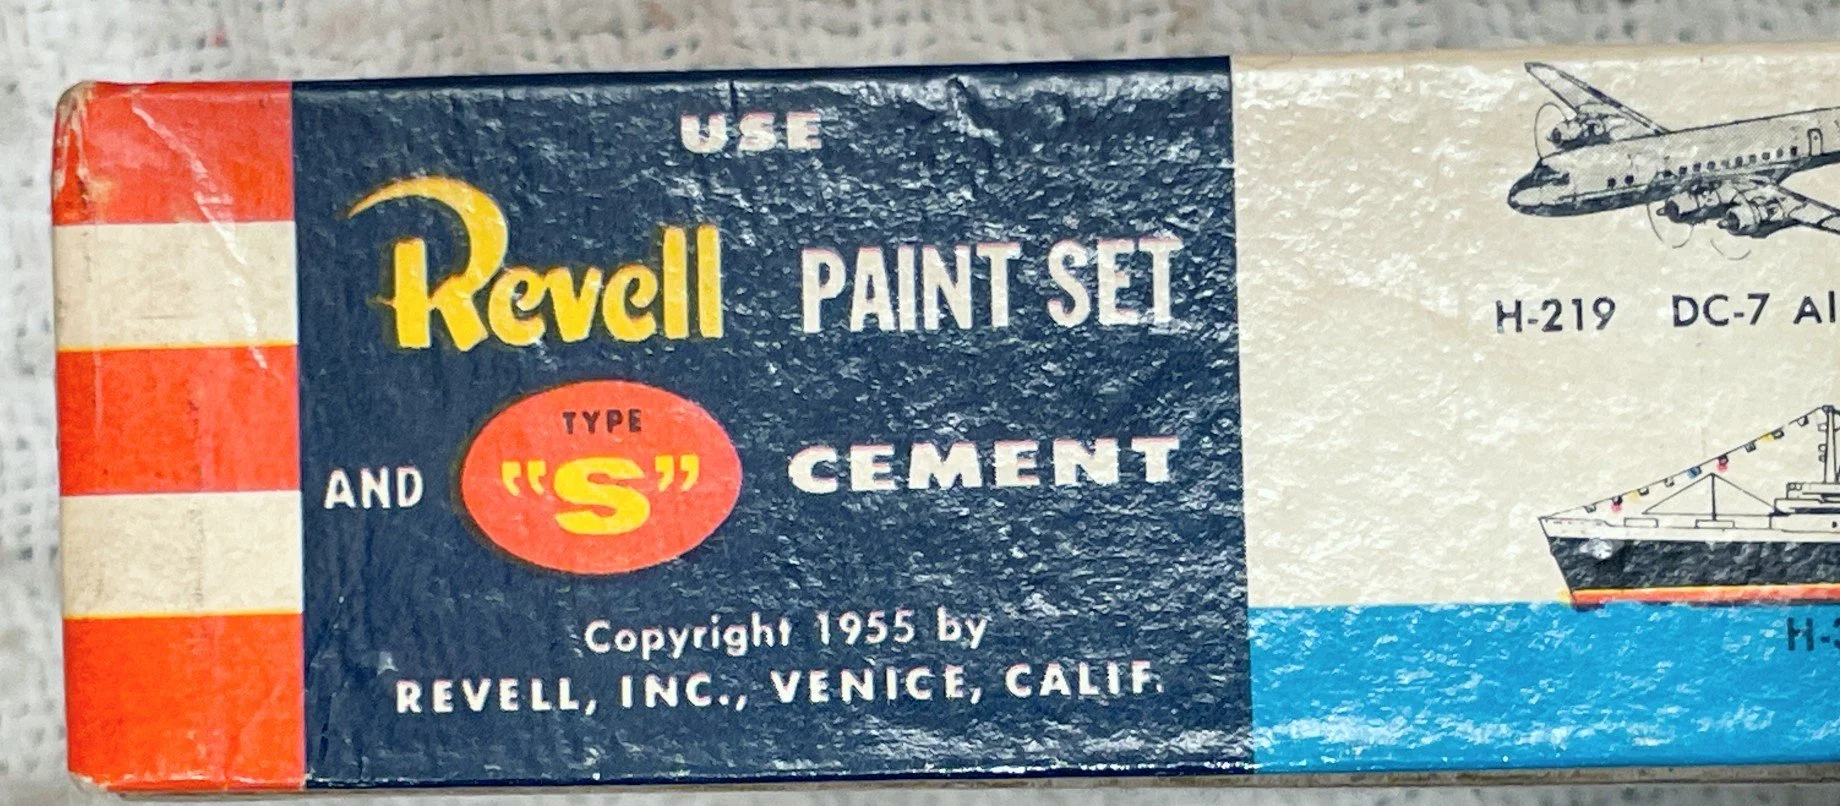 USE
Revell PAINT SET
AND TYPE "S" CEMENT
Copyright 1955 by
REVELL, INC., VENICE, CALIF.
H-219 DC-7